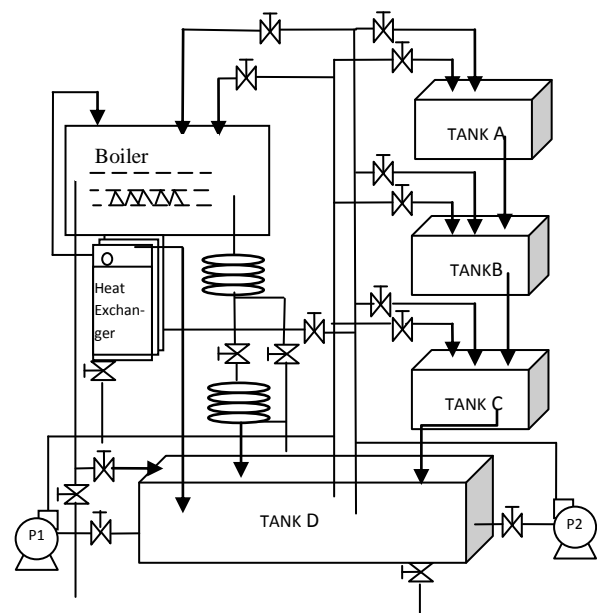 TANK A
Boiler
TANKB
Heat
Exchan-
ger
TANK C
TANK D
P1
P2